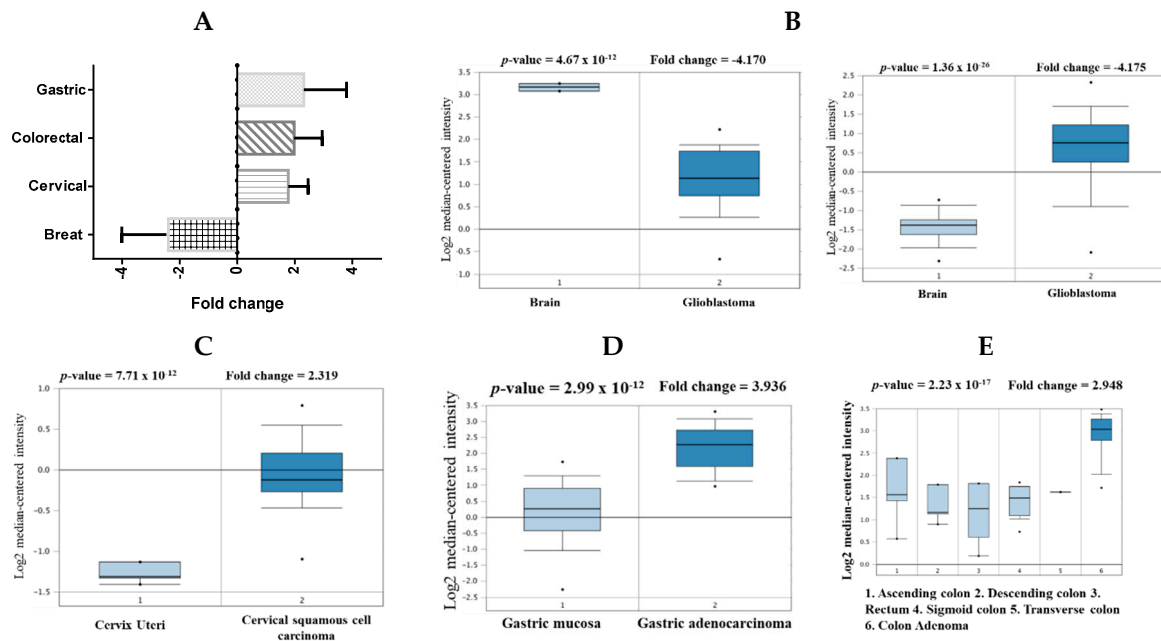 A
Gastric
Colorectal
Cervical
Breat
-4
-2
0
2
4
Fold change
B
p-value = 4.67 x 10-12
Fold change = -4.170
Log2 median-centered intensity
3.5
3.0
2.5
2.0
1.5
1.0
0.5
0.0
-0.5
-1.0
1
2
Brain
Glioblastoma
p-value = 1.36 x 10-26
Fold change = -4.175
Log2 median-centered intensity
2.5
2.0
1.5
1.0
0.5
0.0
-0.5
-1.0
-1.5
-2.0
-2.5
1
2
Brain
Glioblastoma
C
p-value = 7.71 x 10-12
Fold change = 2.319
Log2 median-centered intensity
1.0
0.5
0.0
-0.5
-1.0
-1.5
1
2
Cervix Uteri
Cervical squamous cell
carcinoma
D
p-value = 2.99 x 10-12
Fold change = 3.936
Log2 median-centered intensity
3.5
3.0
2.5
2.0
1.5
1.0
0.5
0.0
-0.5
-1.0
-1.5
-2.0
-2.5
1
2
Gastric mucosa
Gastric adenocarcinoma
E
p-value = 2.23 x 10-17
Fold change = 2.948
Log2 median-centered intensity
3.5
3.0
2.5
2.0
1.5
1.0
0.5
0.0
1
2
3
4
5
6
1. Ascending colon 2. Descending colon 3.
Rectum 4. Sigmoid colon 5. Transverse colon
6. Colon Adenoma